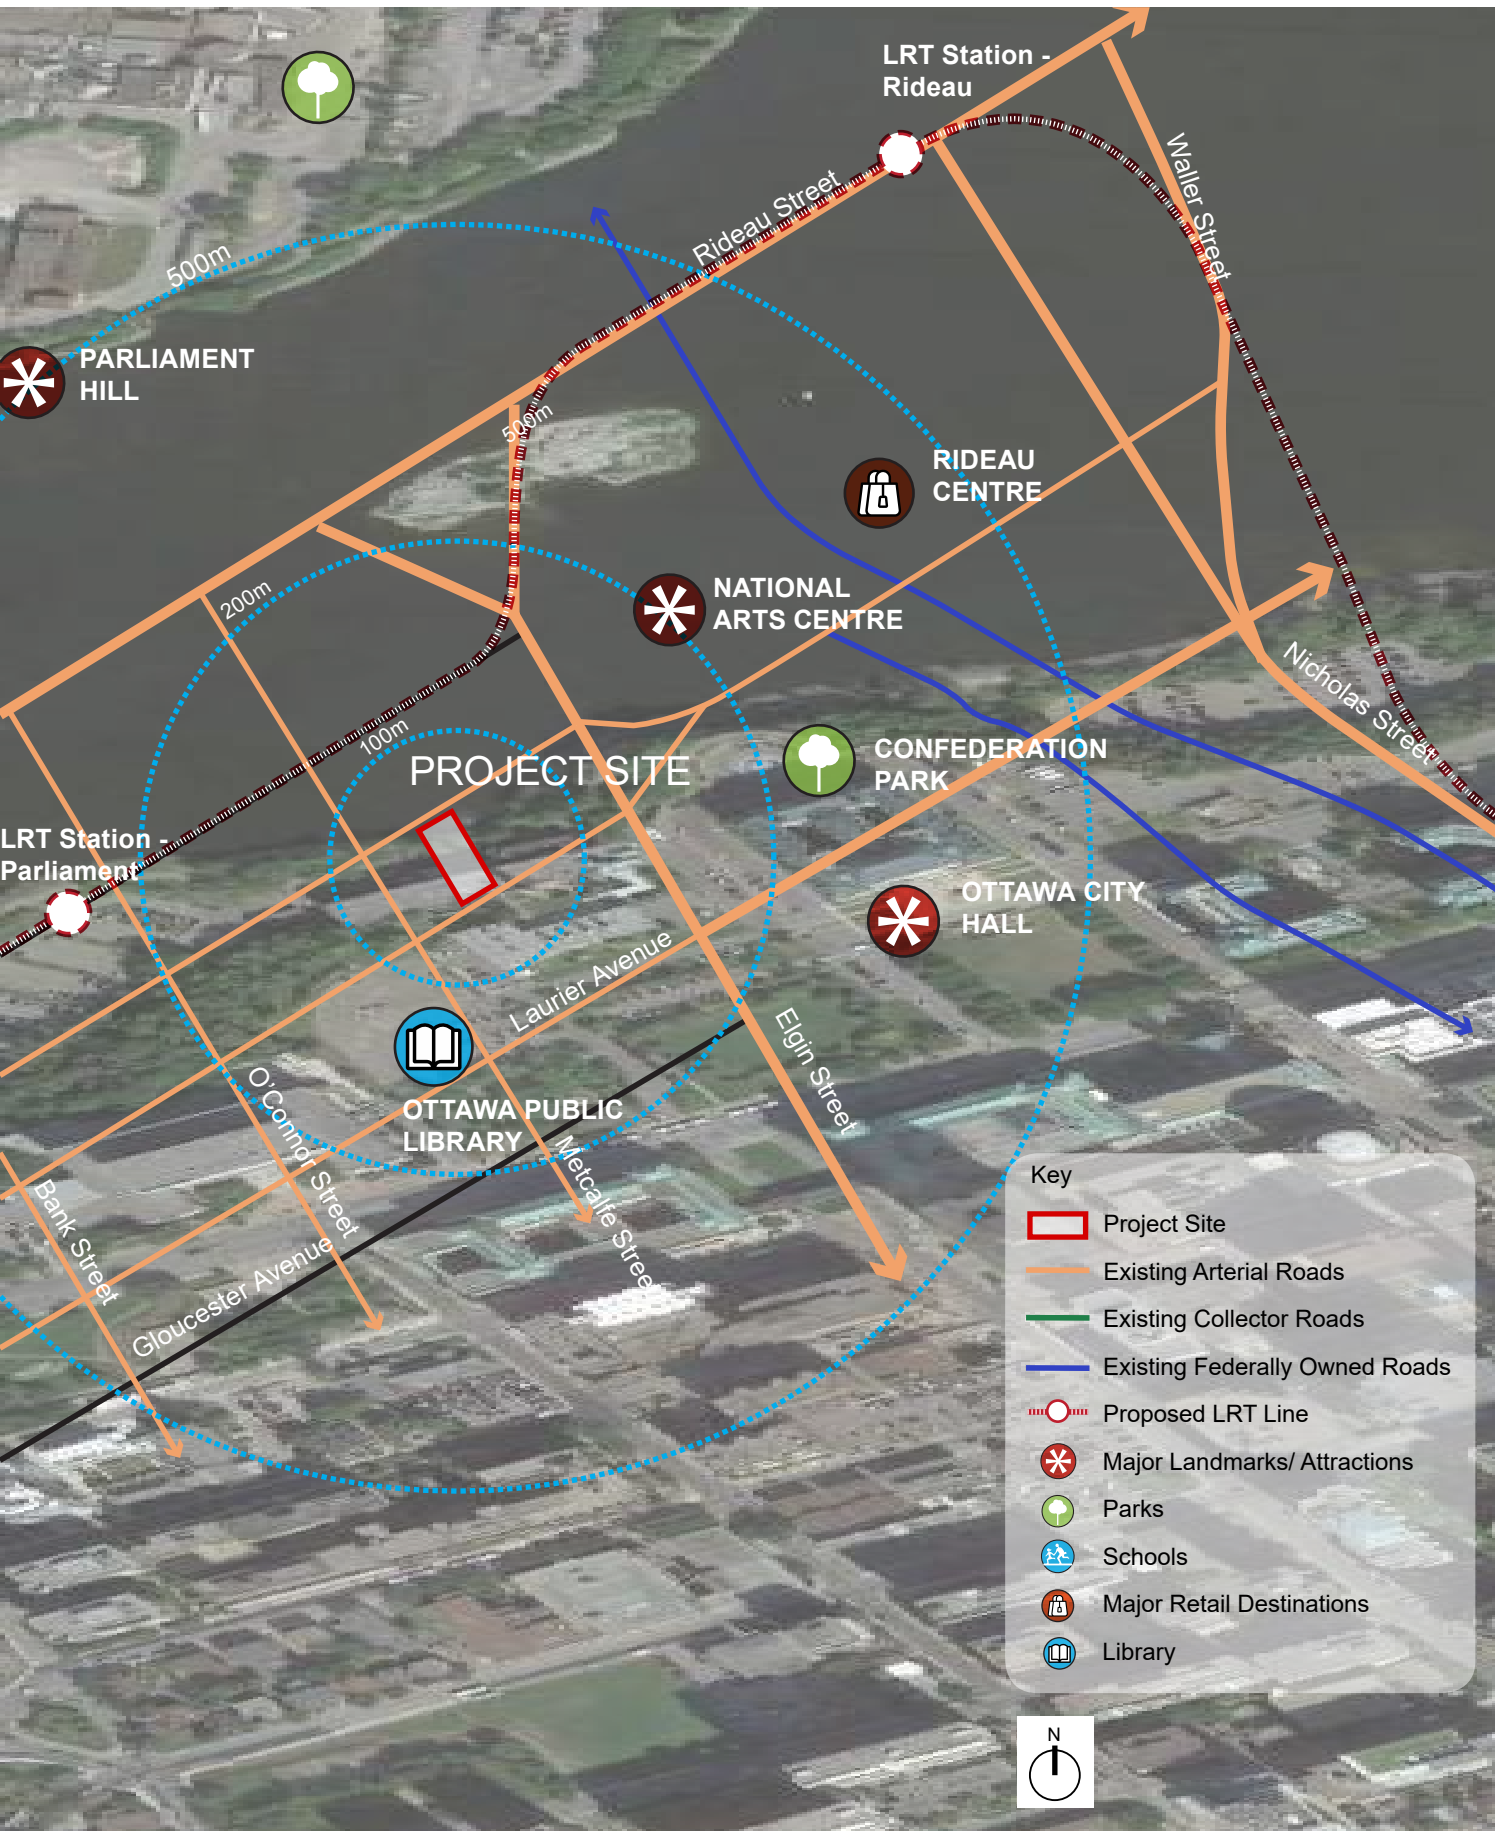 LRT Station -
Rideau
Waller Street
Rideau Street
500m
PARLIAMENT
HILL
500m
RIDEAU
CENTRE
200m
NATIONAL
ARTS CENTRE
Nicholas Street
100m
PROJECT SITE
CONFEDERATION
PARK
LRT Station -
Parliament
OTTAWA CITY
HALL
Laurier Avenue
Elgin Street
O'Connor Street
OTTAWA PUBLIC
LIBRARY
Metcalfe Street
Bank Street
Gloucester Avenue
Key
Project Site
Existing Arterial Roads
Existing Collector Roads
Existing Federally Owned Roads
Proposed LRT Line
Major Landmarks/ Attractions
Parks
Schools
Major Retail Destinations
Library
N